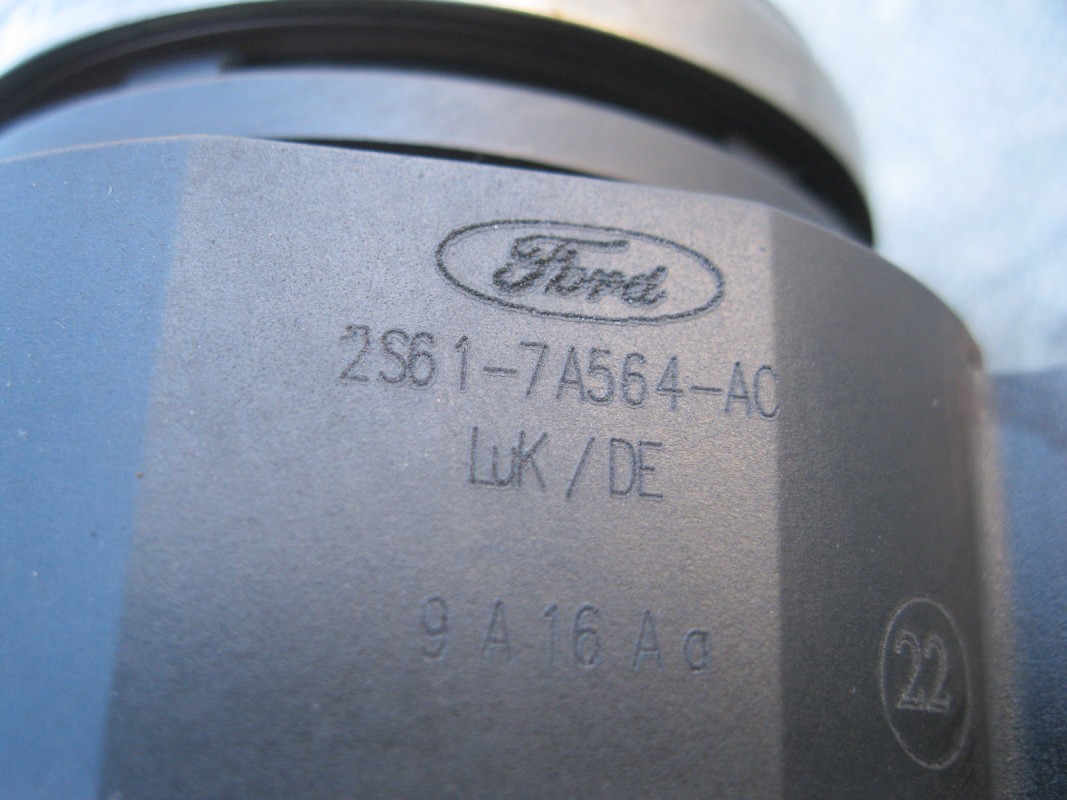 Ford
2S61-7A564-AC
LuK / DE
9 A 16 A a
22